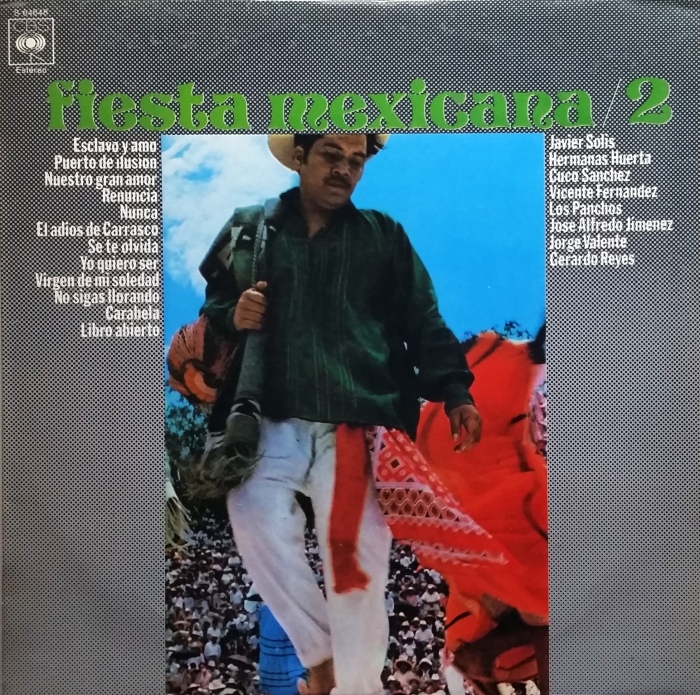 S 64648
CBS
Estéreo
fiesta mexicana/2
Esclavo y amo
Puerto de ilusion
Nuestro gran amor
Renuncia
Nunca
El adios de Carrasco
Se te olvida
Yo quiero ser
Virgen de mi soledad
No sigas llorando
Carabela
Libro abierto
Javier Solis
Hermanas Huerta
Cuco Sanchez
Vicente Fernandez
Los Panchos
Jose Alfredo Jimenez
Jorge Valente
Gerardo Reyes